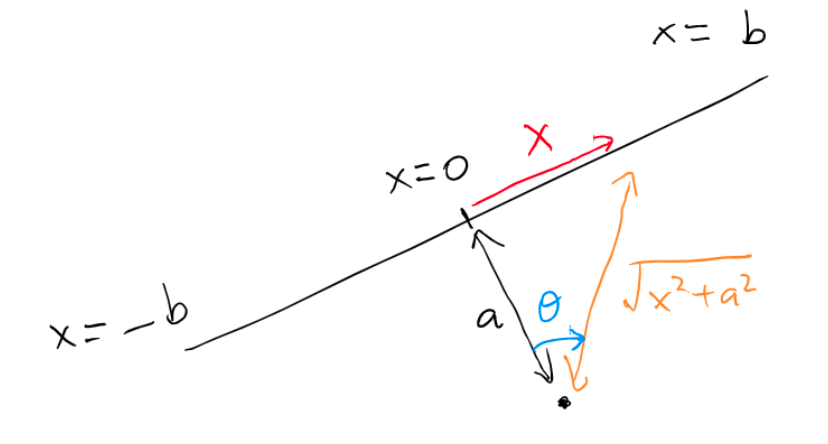 x= b
x
x=0
√x²+a²
θ
a
x=-b